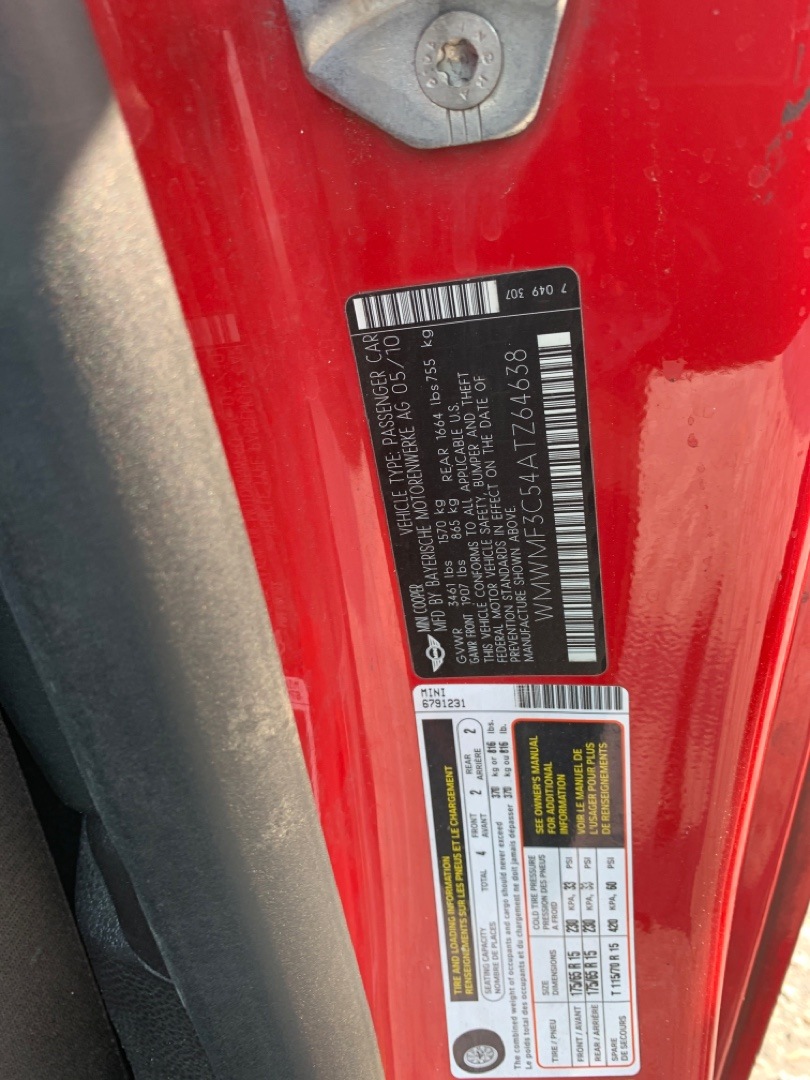 7 049 307
MINI COOPER VEHICLE TYPE: PASSENGER CAR
MFD BY BAYERISCHE MOTORENWERKE AG 05/10
GVWR 3461 lbs 1570 kg
GAWR FRONT 1907 lbs 865 kg REAR 1664 lbs 755 kg
THIS VEHICLE CONFORMS TO ALL APPLICABLE U.S.
FEDERAL MOTOR VEHICLE SAFETY, BUMPER AND THEFT
PREVENTION STANDARDS IN EFFECT ON THE DATE OF
MANUFACTURE SHOWN ABOVE.
WMWMF3C54ATZ64638
MINI
6791231
TIRE AND LOADING INFORMATION
RENSEIGNEMENTS SUR LES PNEUS ET LE CHARGEMENT
SEATING CAPACITY TOTAL 4 FRONT 2 REAR 2
NOMBRE DE PLACES AVANT ARRIÈRE
The combined weight of occupants and cargo should never exceed 370 kg or 816 lbs.
Le poids total des occupants et du chargement ne doit jamais dépasser 370 kg ou 816 lb.
TIRE / PNEU SIZE DIMENSIONS COLD TIRE PRESSURE PRESSION DES PNEUS A FROID
FRONT / AVANT 175/65 R 15 230 KPA, 33 PSI
REAR / ARRIÈRE 175/65 R 15 230 KPA, 33 PSI
SPARE DE SECOURS T 115/70 R 15 420 KPA, 60 PSI
SEE OWNER'S MANUAL
FOR ADDITIONAL
INFORMATION
VOIR LE MANUEL DE
L'USAGER POUR PLUS
DE RENSEIGNEMENTS